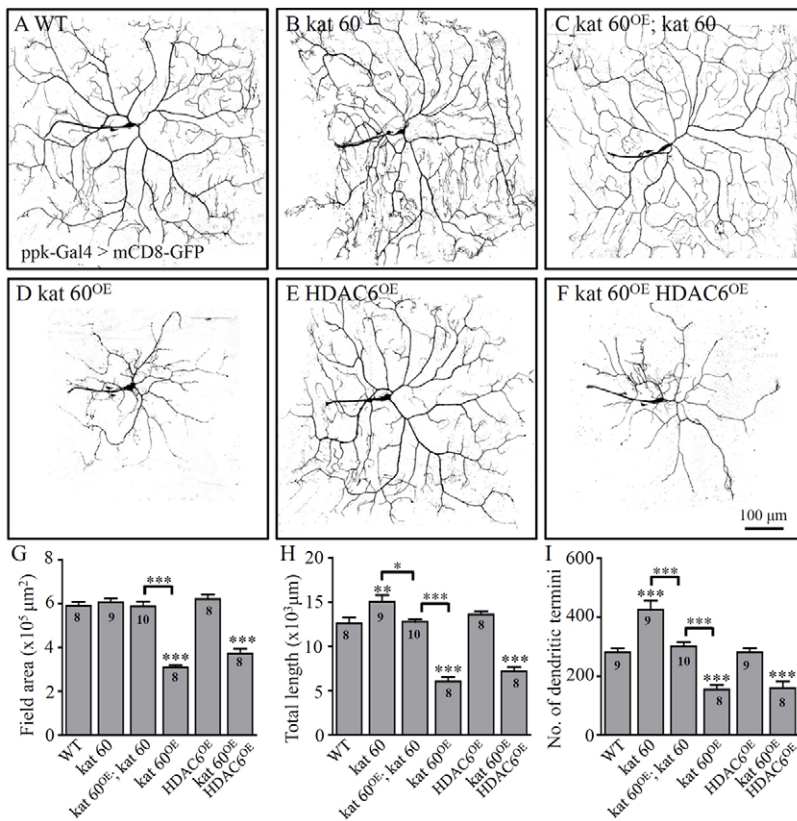 A WT
B kat 60
C kat 60OE; kat 60
ppk-Gal4 > mCD8-GFP
D kat 60OE
E HDAC6OE
F kat 60OE HDAC6OE
100 μm
G
Field area (x10⁵ μm²)
8
6
4
2
0
***
***
***
8
9
10
8
8
8
WT
kat 60
kat 60OE; kat 60
kat 60OE
HDAC6OE
kat 60OE
HDAC6OE
H
Total length (x10³μm)
20
15
10
5
0
*
**
***
***
***
8
9
10
8
8
8
WT
kat 60
kat 60OE; kat 60
kat 60OE
HDAC6OE
kat 60OE
HDAC6OE
I
No. of dendritic termini
600
400
200
0
***
***
***
***
***
9
9
10
8
9
8
WT
kat 60
kat 60OE; kat 60
kat 60OE
HDAC6OE
kat 60OE
HDAC6OE